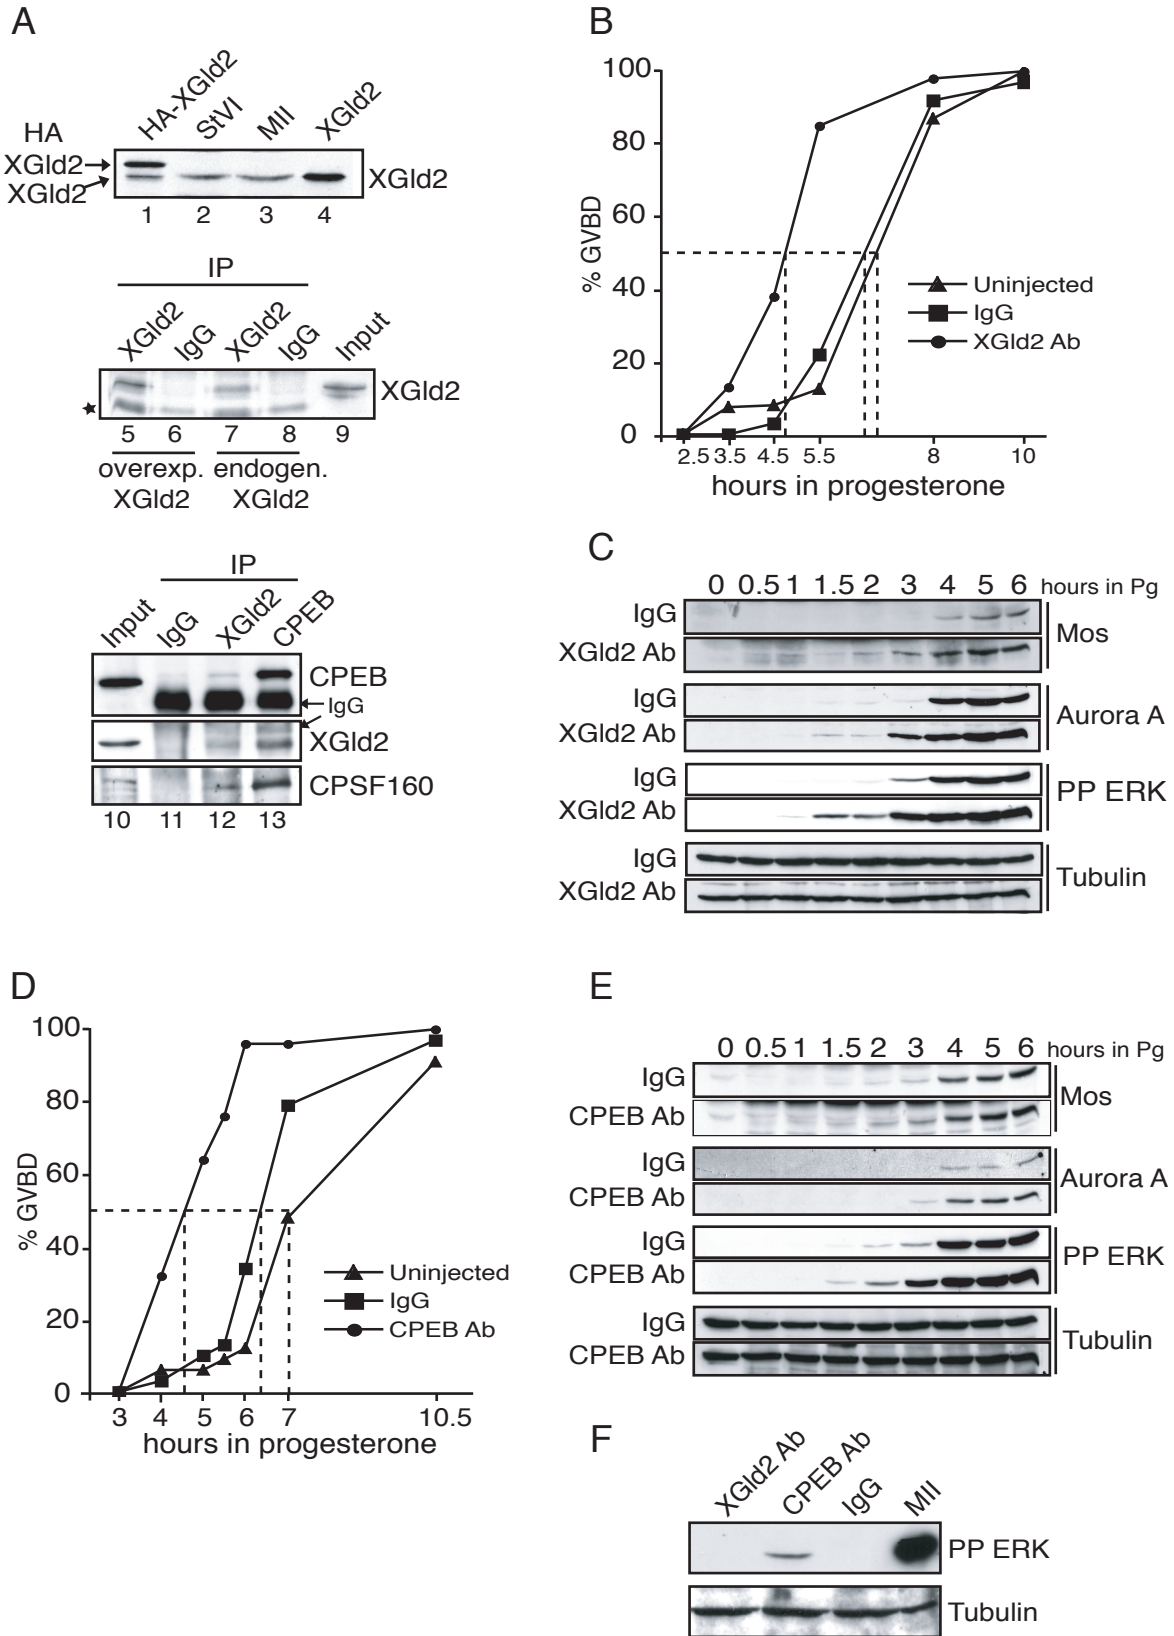 A
HA-XGld2
StVI
MII
XGld2
HA
XGld2
XGld2
XGld2
1 2 3 4
IP
XGld2
IgG
XGld2
IgG
Input
XGld2
5 6 7 8 9
overexp. endogen.
XGld2 XGld2
IP
Input
IgG
XGld2
CPEB
CPEB
IgG
XGld2
CPSF160
10 11 12 13
B
100
80
60
40
20
0
% GVBD
Uninjected
IgG
XGld2 Ab
2.5 3.5 4.5 5.5 8 10
hours in progesterone
C
0 0.5 1 1.5 2 3 4 5 6 hours in Pg
IgG
XGld2 Ab
Mos
IgG
XGld2 Ab
Aurora A
IgG
XGld2 Ab
PP ERK
IgG
XGld2 Ab
Tubulin
D
100
80
60
40
20
0
% GVBD
Uninjected
IgG
CPEB Ab
3 4 5 6 7 10.5
hours in progesterone
E
0 0.5 1 1.5 2 3 4 5 6 hours in Pg
IgG
CPEB Ab
Mos
IgG
CPEB Ab
Aurora A
IgG
CPEB Ab
PP ERK
IgG
CPEB Ab
Tubulin
F
XGld2 Ab
CPEB Ab
IgG
MII
PP ERK
Tubulin